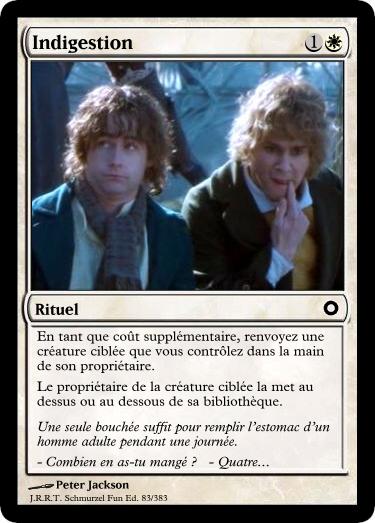 Indigestion 1
Rituel
En tant que coût supplémentaire, renvoyez une
créature ciblée que vous contrôlez dans la main
de son propriétaire.
Le propriétaire de la créature ciblée la met au
dessus ou au dessous de sa bibliothèque.
Une seule bouchée suffit pour remplir l'estomac d'un
homme adulte pendant une journée.
- Combien en as-tu mangé ? - Quatre...
Peter Jackson
J.R.R.T. Schmurzel Fun Ed. 83/383